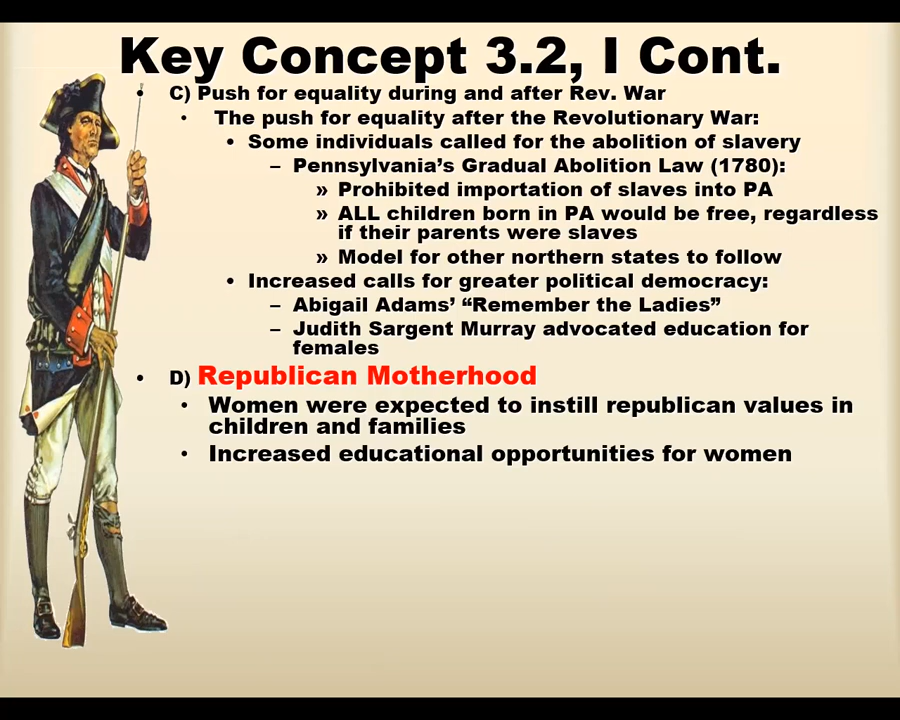 Key Concept 3.2, I Cont.
• C) Push for equality during and after Rev. War
• The push for equality after the Revolutionary War:
• Some individuals called for the abolition of slavery
– Pennsylvania’s Gradual Abolition Law (1780):
» Prohibited importation of slaves into PA
» ALL children born in PA would be free, regardless
if their parents were slaves
» Model for other northern states to follow
• Increased calls for greater political democracy:
– Abigail Adams’ “Remember the Ladies”
– Judith Sargent Murray advocated education for
females
• D) Republican Motherhood
• Women were expected to instill republican values in
children and families
• Increased educational opportunities for women